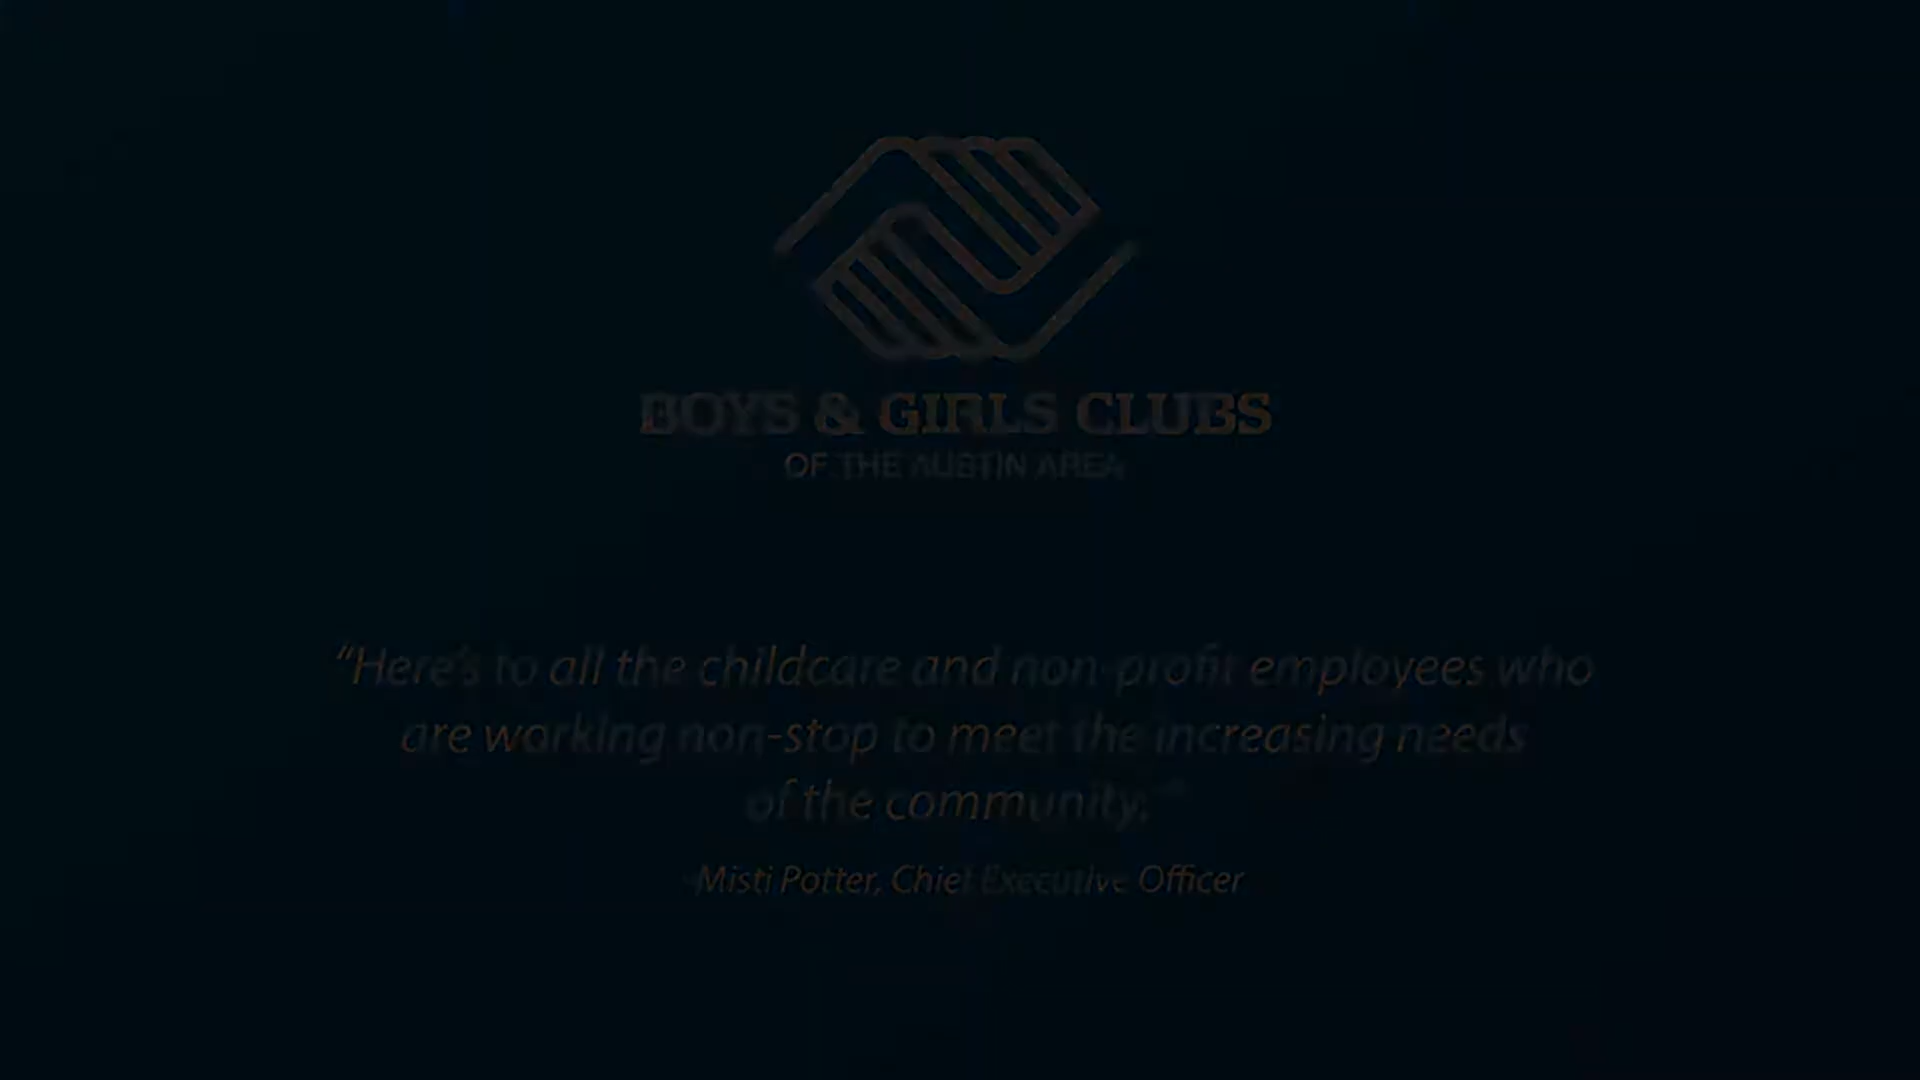 BOYS & GIRLS CLUBS
OF THE AUSTIN AREA
“Here’s to all the childcare and non-profit employees who
are working non-stop to meet the increasing needs
of the community.”
-Misti Potter, Chief Executive Officer